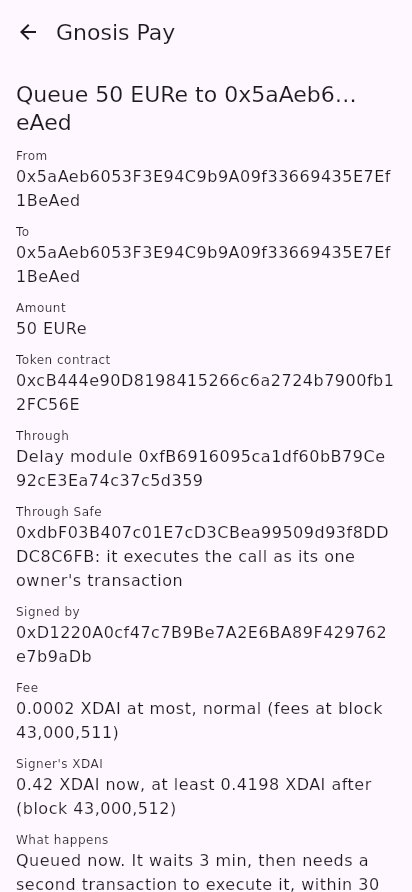 Gnosis Pay
Queue 50 EURe to 0x5aAeb6…
eAed
From
0x5aAeb6053F3E94C9b9A09f33669435E7Ef
1BeAed
To
0x5aAeb6053F3E94C9b9A09f33669435E7Ef
1BeAed
Amount
50 EURe
Token contract
0xcB444e90D8198415266c6a2724b7900fb1
2FC56E
Through
Delay module 0xfB6916095ca1df60bB79Ce
92cE3Ea74c37c5d359
Through Safe
0xdbF03B407c01E7cD3CBea99509d93f8DD
DC8C6FB: it executes the call as its one
owner's transaction
Signed by
0xD1220A0cf47c7B9Be7A2E6BA89F429762
e7b9aDb
Fee
0.0002 XDAI at most, normal (fees at block
43,000,511)
Signer's XDAI
0.42 XDAI now, at least 0.4198 XDAI after
(block 43,000,512)
What happens
Queued now. It waits 3 min, then needs a
second transaction to execute it, within 30